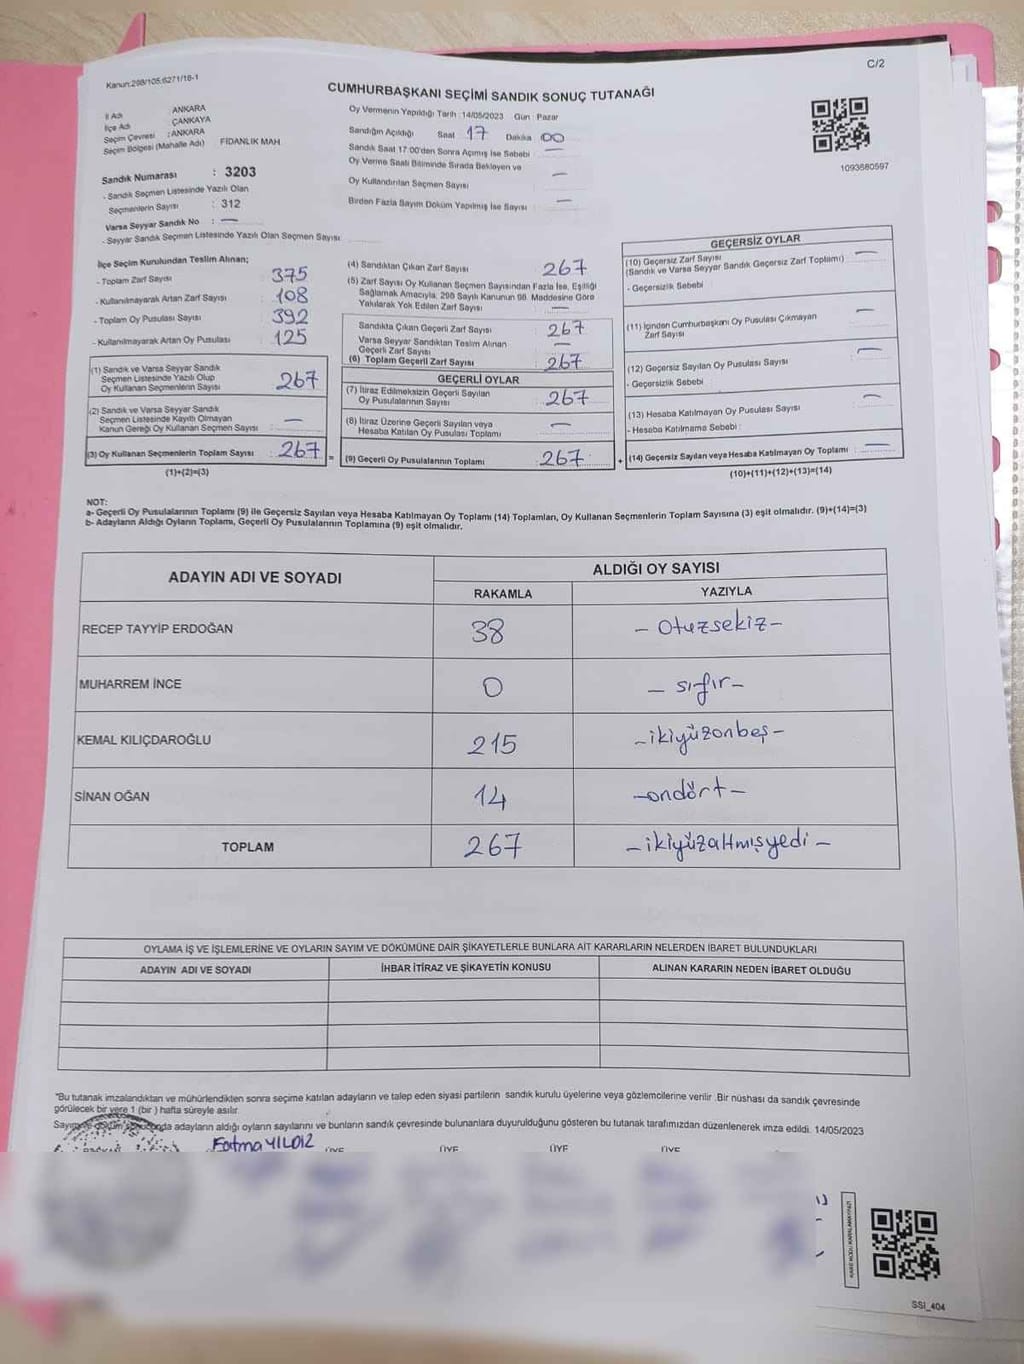 Kanun:298/105;6271/16-1
C/2
CUMHURBAŞKANI SEÇİMİ SANDIK SONUÇ TUTANAĞI
İl Adı ANKARA
İlçe Adı ÇANKAYA
Seçim Çevresi : ANKARA
Seçim Bölgesi (Mahalle Adı) FİDANLIK MAH
Sandık Numarası : 3203
- Sandık Seçmen Listesinde Yazılı Olan
Seçmenlerin Sayısı : 312
Varsa Seyyar Sandık No : —
- Seyyar Sandık Seçmen Listesinde Yazılı Olan Seçmen Sayısı
Oy Vermenin Yapıldığı Tarih : 14/05/2023 Gün Pazar
Sandığın Açıldığı Saat 17 Dakika 00
Sandık Saat 17:00'den Sonra Açımış İse Sebebi —
Oy Verme Saati Bitiminde Sırada Bekleyen ve
Oy Kullandırılan Seçmen Sayısı —
Birden Fazla Sayım Döküm Yapılmış İse Sayısı —
1093680597
İlçe Seçim Kurulundan Teslim Alınan;
- Toplam Zarf Sayısı : 375
- Kullanılmayarak Artan Zarf Sayısı : 108
- Toplam Oy Pusulası Sayısı : 392
- Kullanılmayarak Artan Oy Pusulası : 125
(1) Sandık ve Varsa Seyyar Sandık
Seçmen Listesinde Yazılı Olup
Oy Kullanan Seçmenlerin Sayısı : 267
(2) Sandık ve Varsa Seyyar Sandık
Seçmen Listesinde Kayıtlı Olmayan
Kanun Gereği Oy Kullanan Seçmen Sayısı : —
(3) Oy Kullanan Seçmenlerin Toplam Sayısı : 267 =
(1)+(2)=(3)
(4) Sandıktan Çıkan Zarf Sayısı : 267
(5) Zarf Sayısı Oy Kullanan Seçmen Sayısından Fazla İse, Eşitliği
Sağlamak Amacıyla, 298 Sayılı Kanunun 98. Maddesine Göre
Yakılarak Yok Edilen Zarf Sayısı : —
Sandıkta Çıkan Geçerli Zarf Sayısı : 267
Varsa Seyyar Sandıktan Teslim Alınan
Geçerli Zarf Sayısı : —
(6) Toplam Geçerli Zarf Sayısı : 267
GEÇERLİ OYLAR
(7) İtiraz Edilmeksizin Geçerli Sayılan
Oy Pusulalarının Sayısı : 267
(8) İtiraz Üzerine Geçerli Sayılan veya
Hesaba Katılan Oy Pusulası Toplamı : —
(9) Geçerli Oy Pusulalarının Toplamı : 267 +
GEÇERSİZ OYLAR
(10) Geçersiz Zarf Sayısı —
(Sandık ve Varsa Seyyar Sandık Geçersiz Zarf Toplamı)
- Geçersizlik Sebebi
(11) İçinden Cumhurbaşkanı Oy Pusulası Çıkmayan —
Zarf Sayısı
(12) Geçersiz Sayılan Oy Pusulası Sayısı —
- Geçersizlik Sebebi
(13) Hesaba Katılmayan Oy Pusulası Sayısı —
- Hesaba Katılmama Sebebi :
(14) Geçersiz Sayılan veya Hesaba Katılmayan Oy Toplamı : —
(10)+(11)+(12)+(13)=(14)
NOT:
a- Geçerli Oy Pusulalarının Toplamı (9) ile Geçersiz Sayılan veya Hesaba Katılmayan Oy Toplamı (14) Toplamları, Oy Kullanan Seçmenlerin Toplam Sayısına (3) eşit olmalıdır. (9)+(14)=(3)
b- Adayların Aldığı Oyların Toplamı, Geçerli Oy Pusulalarının Toplamına (9) eşit olmalıdır.
ADAYIN ADI VE SOYADI ALDIĞI OY SAYISI
RAKAMLA YAZIYLA
RECEP TAYYİP ERDOĞAN 38 – otuzsekiz –
MUHARREM İNCE 0 – sıfır –
KEMAL KILIÇDAROĞLU 215 – ikiyüzonbeş –
SİNAN OĞAN 14 – ondört –
TOPLAM 267 – ikiyüzaltmışyedi –
OYLAMA İŞ VE İŞLEMLERİNE VE OYLARIN SAYIM VE DÖKÜMÜNE DAİR ŞİKAYETLERLE BUNLARA AİT KARARLARIN NELERDEN İBARET BULUNDUKLARI
ADAYIN ADI VE SOYADI İHBAR İTİRAZ VE ŞİKAYETİN KONUSU ALINAN KARARIN NEDEN İBARET OLDUĞU
"Bu tutanak imzalandıktan ve mühürlendikten sonra seçime katılan adayların ve talep eden siyasi partilerin sandık kurulu üyelerine veya gözlemcilerine verilir .Bir nüshası da sandık çevresinde
görülecek bir yere 1 (bir ) hafta süreyle asılır.
adayların aldığı oyların sayılarını ve bunların sandık çevresinde bulunanlara duyurulduğunu gösteren bu tutanak tarafımızdan düzenlenerek imza edildi. 14/05/2023
Fatma YILDIZ
ÜYE ÜYE ÜYE ÜYE
SSI_404